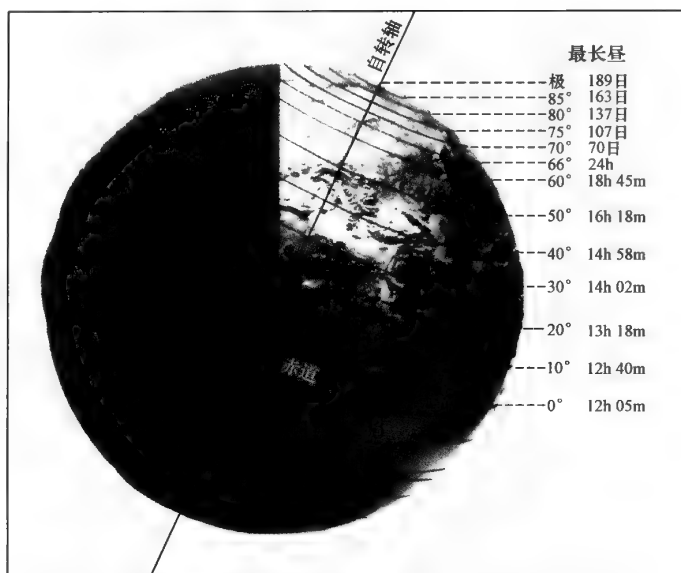 自转轴
最长昼
极 189日
85° 163日
80° 137日
75° 107日
70° 70日
66° 24h
60° 18h 45m
50° 16h 18m
40° 14h 58m
30° 14h 02m
20° 13h 18m
10° 12h 40m
0° 12h 05m
赤道